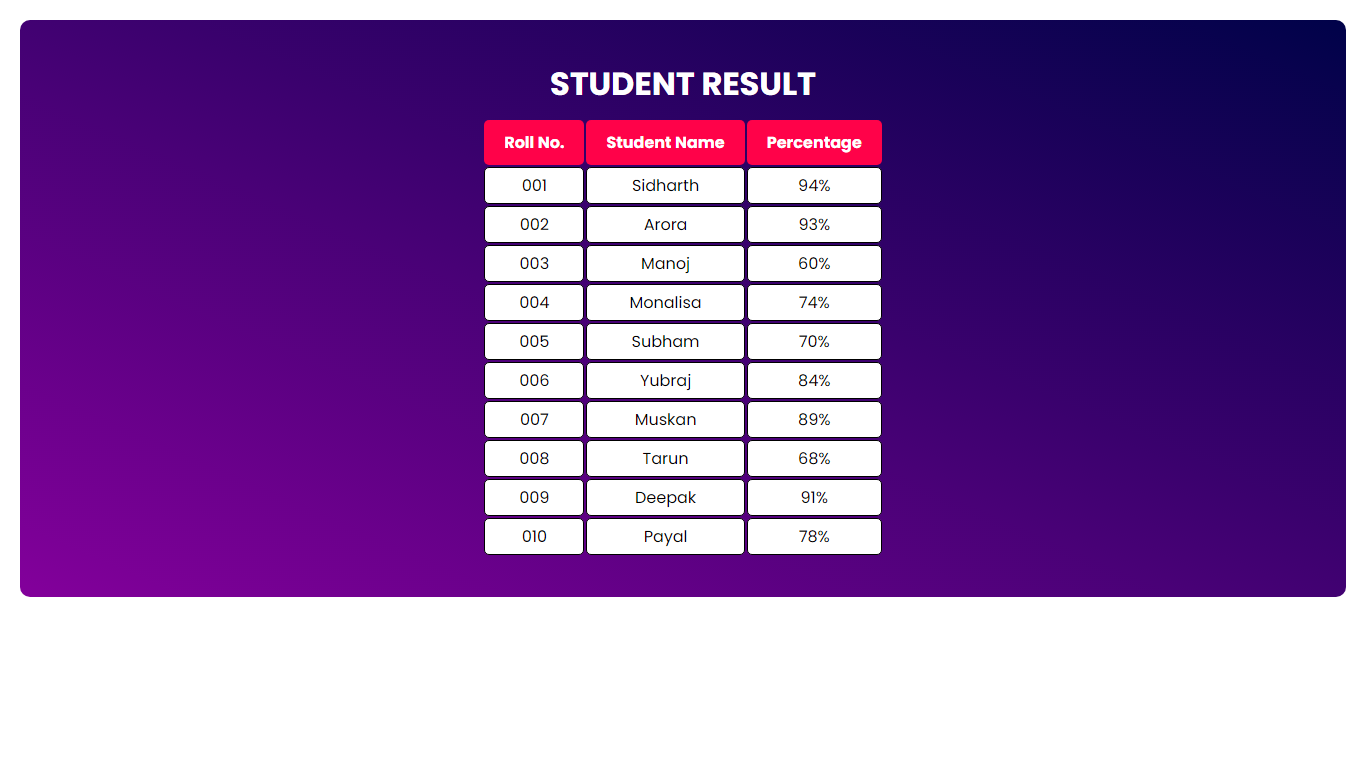 STUDENT RESULT
Roll No. Student Name Percentage
001 Sidharth 94%
002 Arora 93%
003 Manoj 60%
004 Monalisa 74%
005 Subham 70%
006 Yubraj 84%
007 Muskan 89%
008 Tarun 68%
009 Deepak 91%
010 Payal 78%